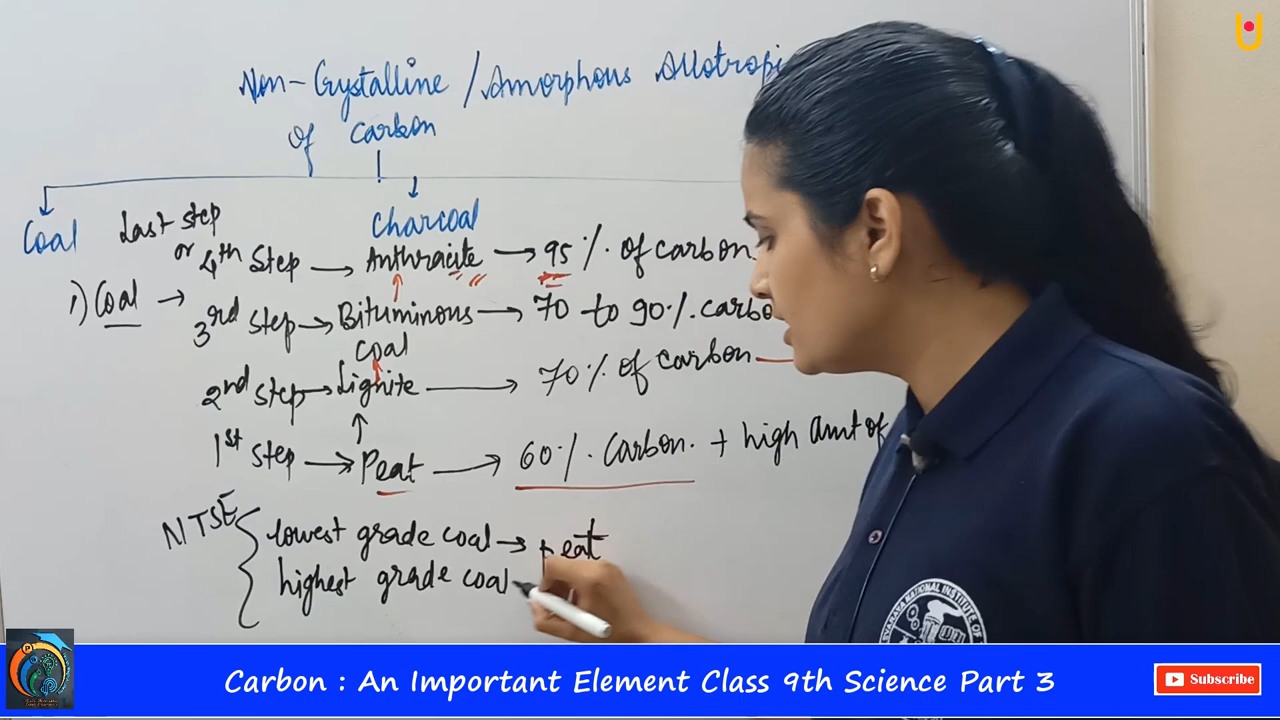 Non-Crystalline / Amorphous Allotropi
of carbon
Coal
Charcoal
Last step
or 4th Step → Anthracite → 95 % of carbon
1) Coal → 3rd Step → Bituminous → 70 to 90% carbo
Coal
2nd Step → Lignite → 70% of carbon
1st Step → Peat → 60% Carbon. + high amt of
NTSE { lowest grade coal → peat
highest grade coal
Carbon : An Important Element Class 9th Science Part 3
Subscribe